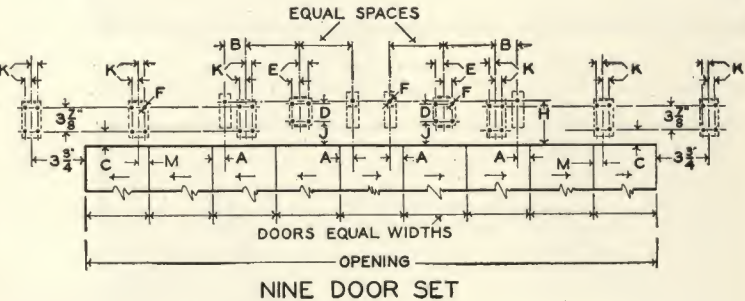 EQUAL SPACES
B B
K K K E E K K K
F F F F
3 7/8" D D H 3 7/8"
J J
3 3/4" C M A A A A M C 3 3/4"
DOORS EQUAL WIDTHS
OPENING
NINE DOOR SET